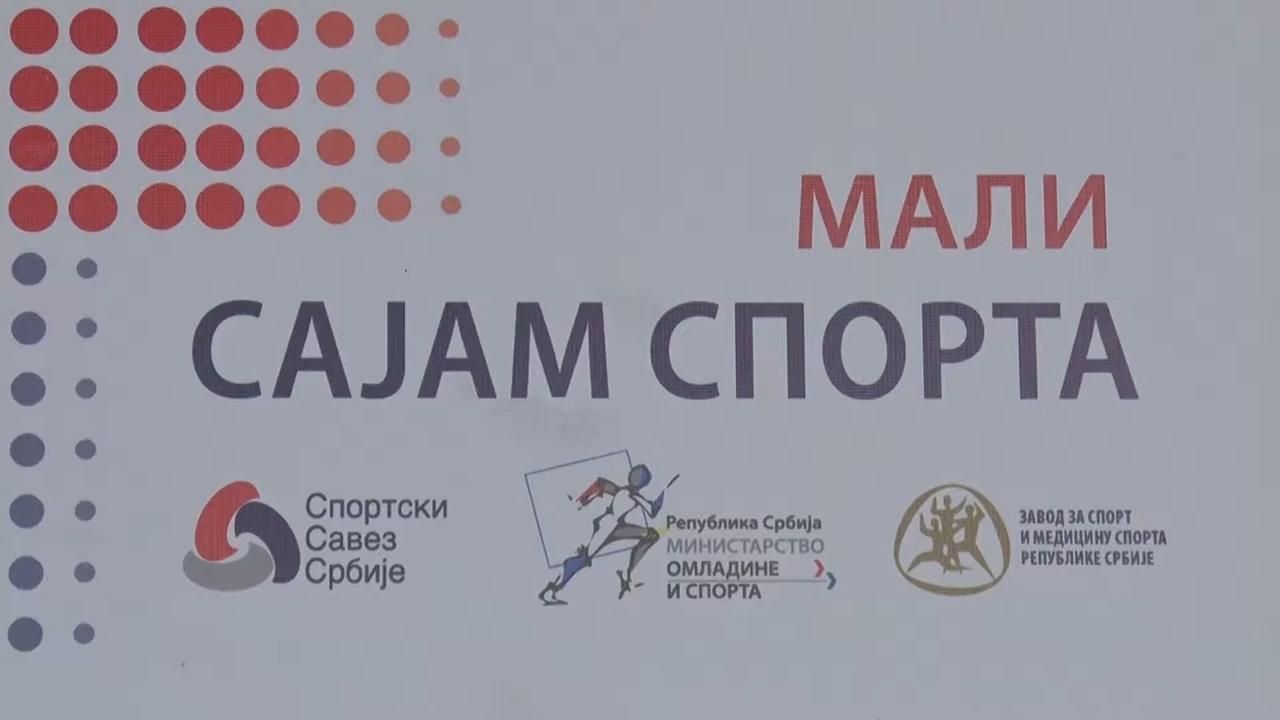 МАЛИ
САЈАМ СПОРТА
Спортски
Савез
Србије
Република Србија
МИНИСТАРСТВО
ОМЛАДИНЕ
И СПОРТА
ЗАВОД ЗА СПОРТ
И МЕДИЦИНУ СПОРТА
РЕПУБЛИКЕ СРБИЈЕ